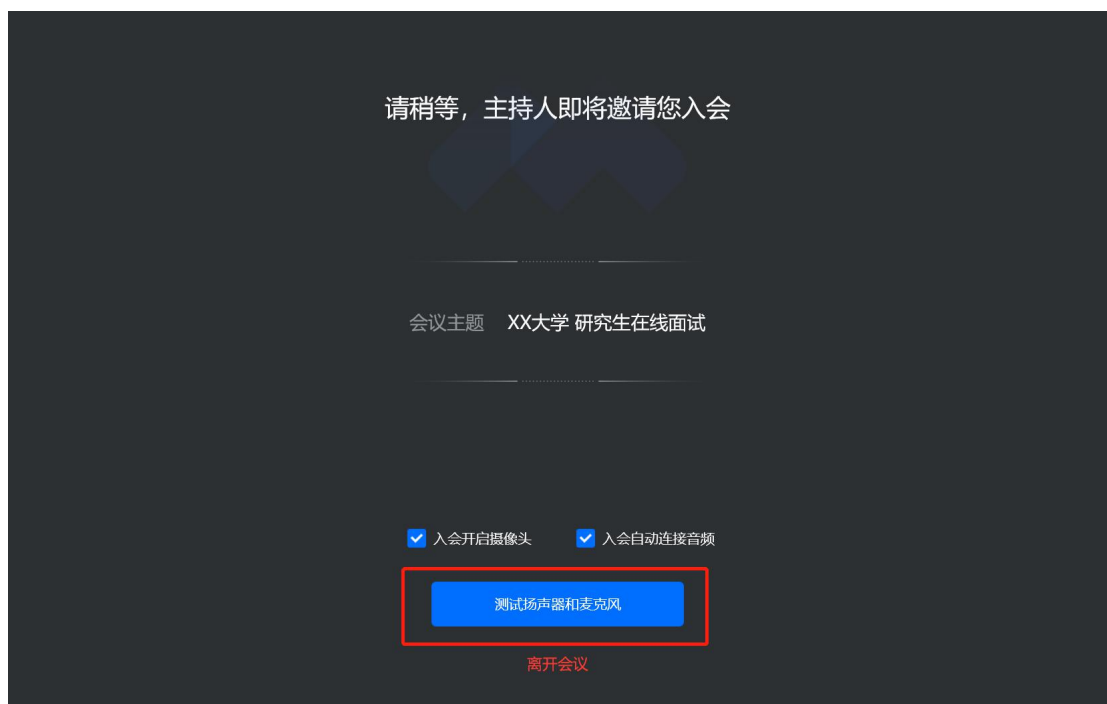 请稍等，主持人即将邀请您入会
会议主题 XX大学 研究生在线面试
入会开启摄像头 入会自动连接音频
测试扬声器和麦克风
离开会议